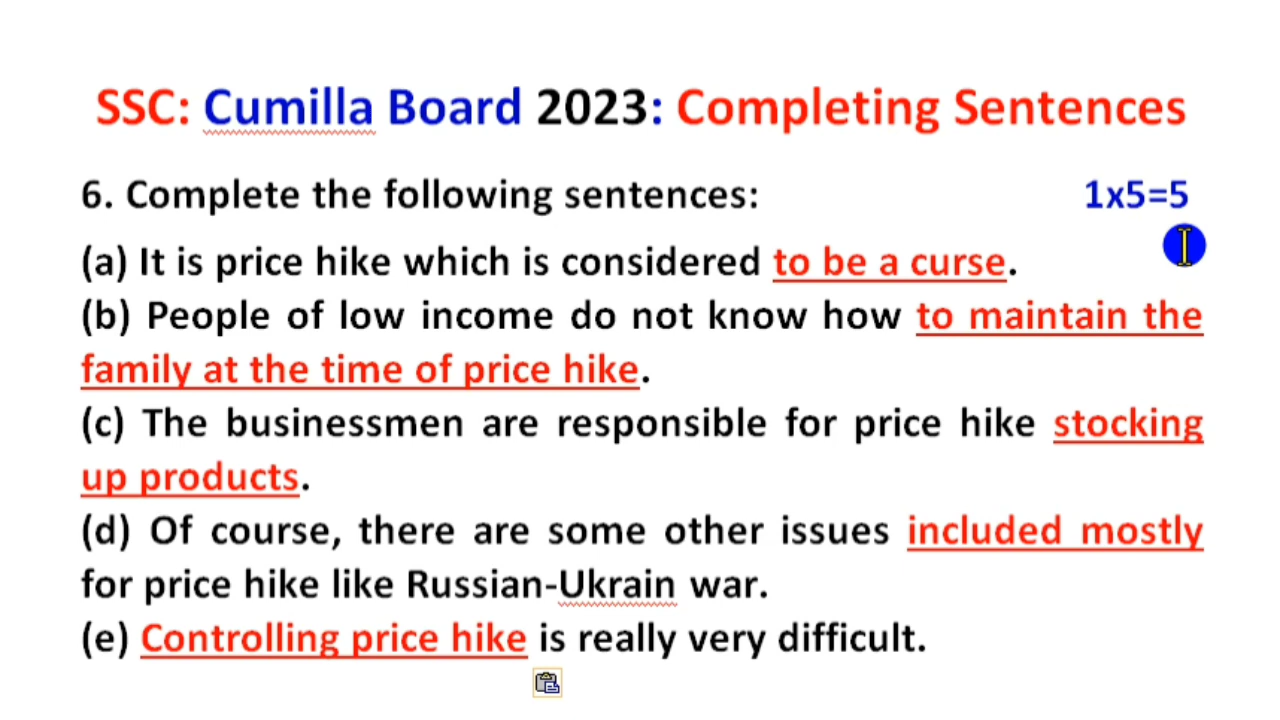 SSC: Cumilla Board 2023: Completing Sentences
6. Complete the following sentences: 1x5=5
(a) It is price hike which is considered to be a curse.
(b) People of low income do not know how to maintain the
family at the time of price hike.
(c) The businessmen are responsible for price hike stocking
up products.
(d) Of course, there are some other issues included mostly
for price hike like Russian-Ukrain war.
(e) Controlling price hike is really very difficult.